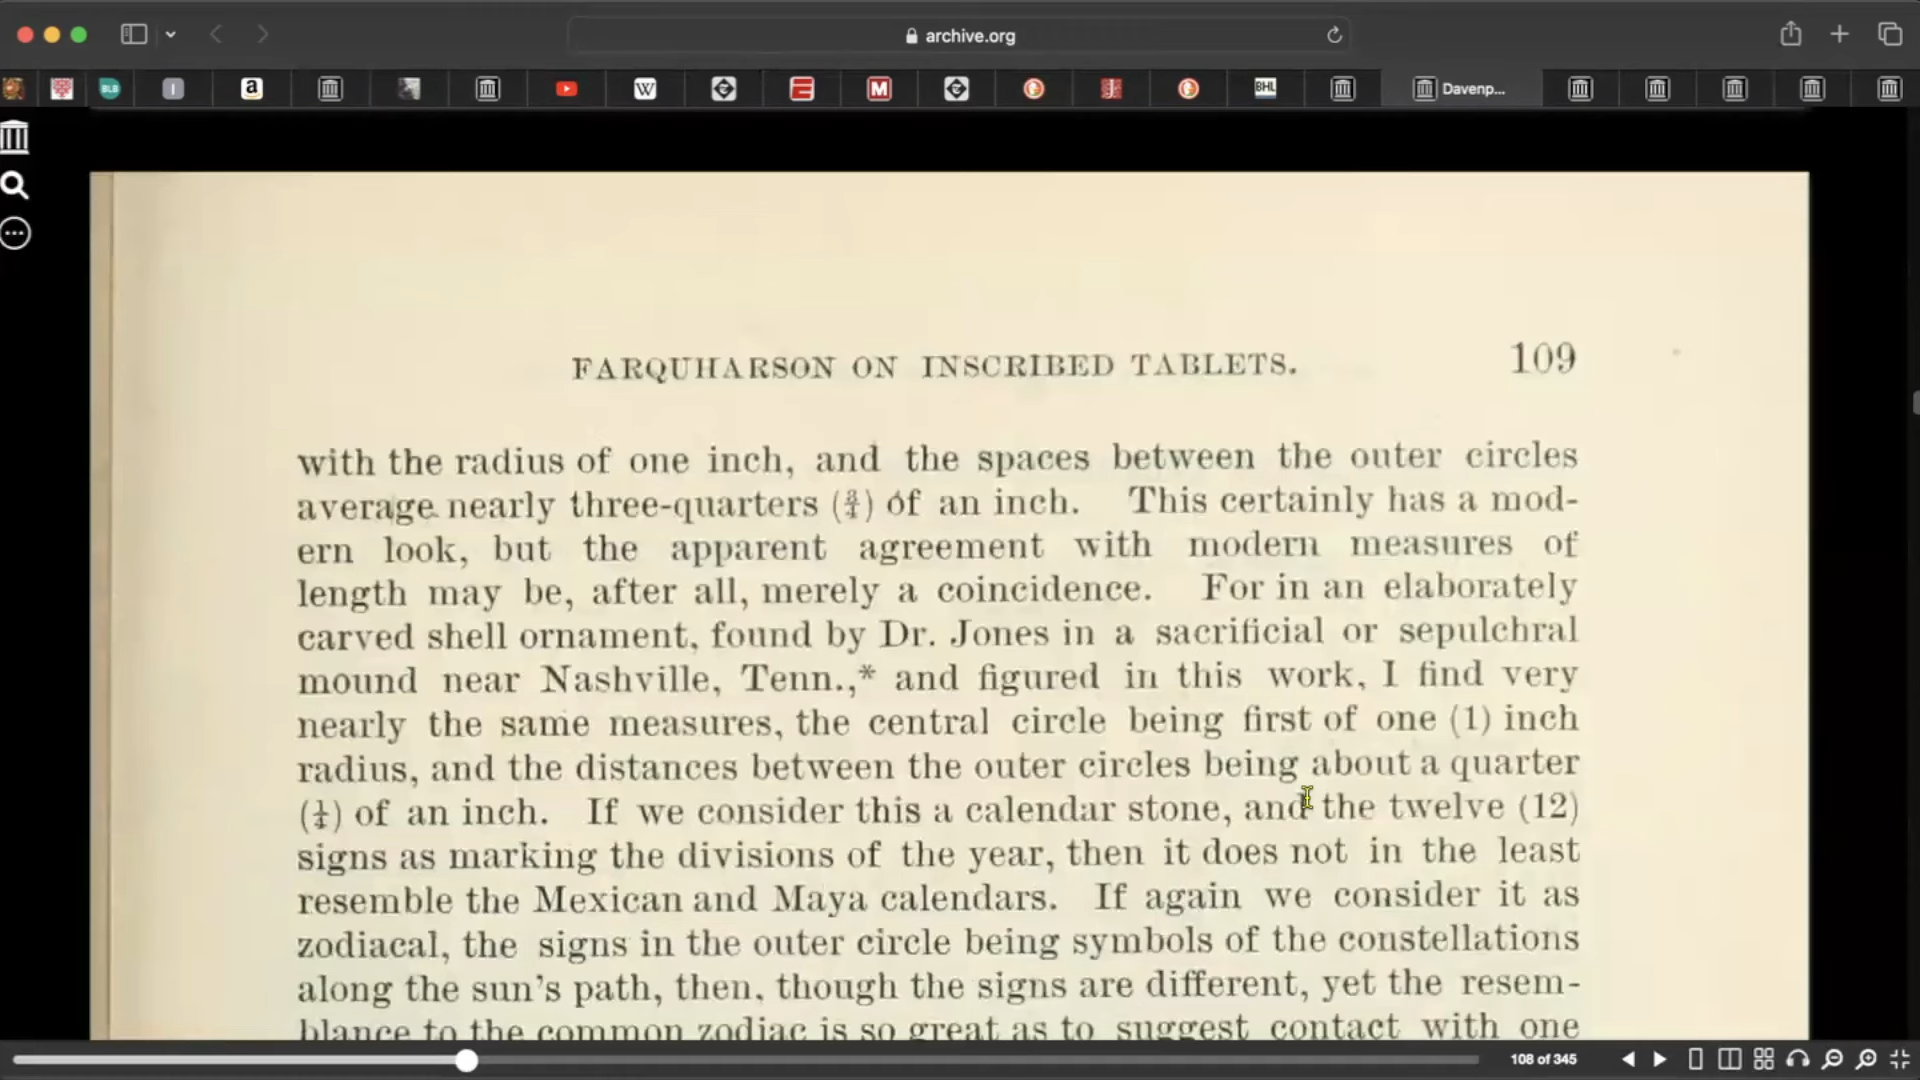 archive.org
BLB
I
a
W
M
BHL
Davenp...
FARQUHARSON ON INSCRIBED TABLETS. 109
with the radius of one inch, and the spaces between the outer circles
average nearly three-quarters (¾) of an inch. This certainly has a mod-
ern look, but the apparent agreement with modern measures of
length may be, after all, merely a coincidence. For in an elaborately
carved shell ornament, found by Dr. Jones in a sacrificial or sepulchral
mound near Nashville, Tenn.,* and figured in this work, I find very
nearly the same measures, the central circle being first of one (1) inch
radius, and the distances between the outer circles being about a quarter
(¼) of an inch. If we consider this a calendar stone, and the twelve (12)
signs as marking the divisions of the year, then it does not in the least
resemble the Mexican and Maya calendars. If again we consider it as
zodiacal, the signs in the outer circle being symbols of the constellations
along the sun's path, then, though the signs are different, yet the resem-
blance to the common zodiac is so great as to suggest contact with one
108 of 345